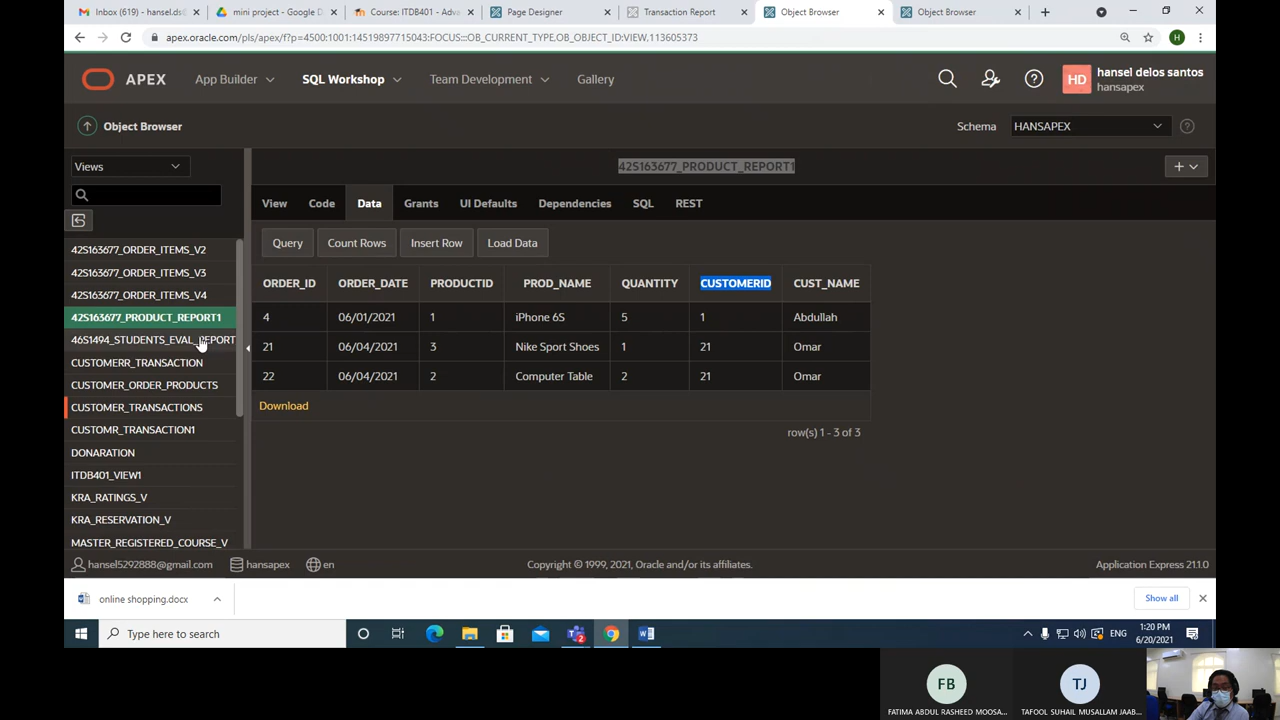 Inbox (619) - hansel.ds@
mini project - Google D
Course: ITDB401 - Adva
Page Designer
Transaction Report
Object Browser
Object Browser
apex.oracle.com/pls/apex/f?p=4500:1001:14519897715043:FOCUS:::OB_CURRENT_TYPE,OB_OBJECT_ID:VIEW,113605373
H
APEX
App Builder
SQL Workshop
Team Development
Gallery
HD
hansel delos santos
hansapex
Object Browser
Schema
HANSAPEX
Views
42S163677_PRODUCT_REPORT1
View
Code
Data
Grants
UI Defaults
Dependencies
SQL
REST
Query
Count Rows
Insert Row
Load Data
42S163677_ORDER_ITEMS_V2
42S163677_ORDER_ITEMS_V3
42S163677_ORDER_ITEMS_V4
42S163677_PRODUCT_REPORT1
46S1494_STUDENTS_EVAL_REPORT
CUSTOMERR_TRANSACTION
CUSTOMER_ORDER_PRODUCTS
CUSTOMER_TRANSACTIONS
CUSTOMR_TRANSACTION1
DONARATION
ITDB401_VIEW1
KRA_RATINGS_V
KRA_RESERVATION_V
MASTER_REGISTERED_COURSE_V
ORDER_ID ORDER_DATE PRODUCTID PROD_NAME QUANTITY CUSTOMERID CUST_NAME
4 06/01/2021 1 iPhone 6S 5 1 Abdullah
21 06/04/2021 3 Nike Sport Shoes 1 21 Omar
22 06/04/2021 2 Computer Table 2 21 Omar
Download
row(s) 1 - 3 of 3
hansel5292888@gmail.com
hansapex
en
Copyright © 1999, 2021, Oracle and/or its affiliates.
Application Express 21.1.0
online shopping.docx
Show all
Type here to search
ENG
1:20 PM
6/20/2021
FB
FATIMA ABDUL RASHEED MOOSA...
TJ
TAFOOL SUHAIL MUSALLAM JAAB...